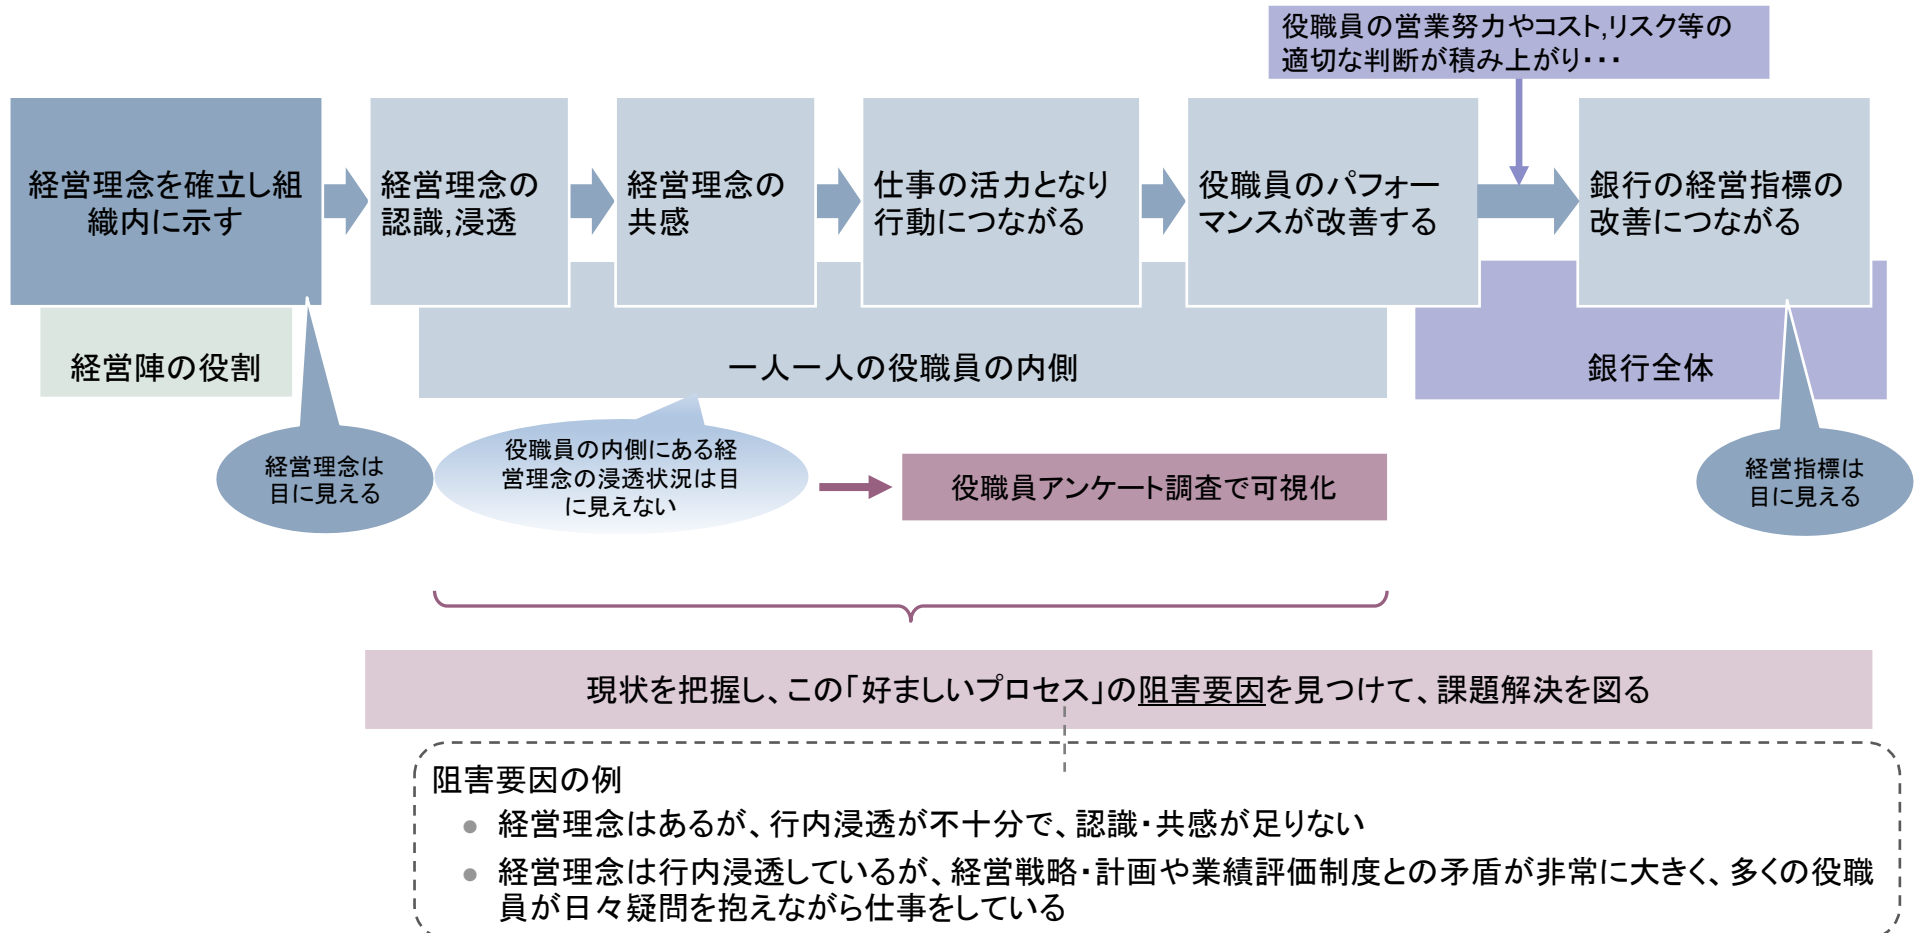 役職員の営業努力やコスト,リスク等の
適切な判断が積み上がり・・・
経営理念を確立し組
織内に示す
経営理念の
認識,浸透
経営理念の
共感
仕事の活力となり
行動につながる
役職員のパフォー
マンスが改善する
銀行の経営指標の
改善につながる
経営陣の役割
一人一人の役職員の内側
銀行全体
経営理念は
目に見える
役職員の内側にある経
営理念の浸透状況は目
に見えない
役職員アンケート調査で可視化
経営指標は
目に見える
現状を把握し、この「好ましいプロセス」の阻害要因を見つけて、課題解決を図る
阻害要因の例
● 経営理念はあるが、行内浸透が不十分で、認識・共感が足りない
● 経営理念は行内浸透しているが、経営戦略・計画や業績評価制度との矛盾が非常に大きく、多くの役職
員が日々疑問を抱えながら仕事をしている